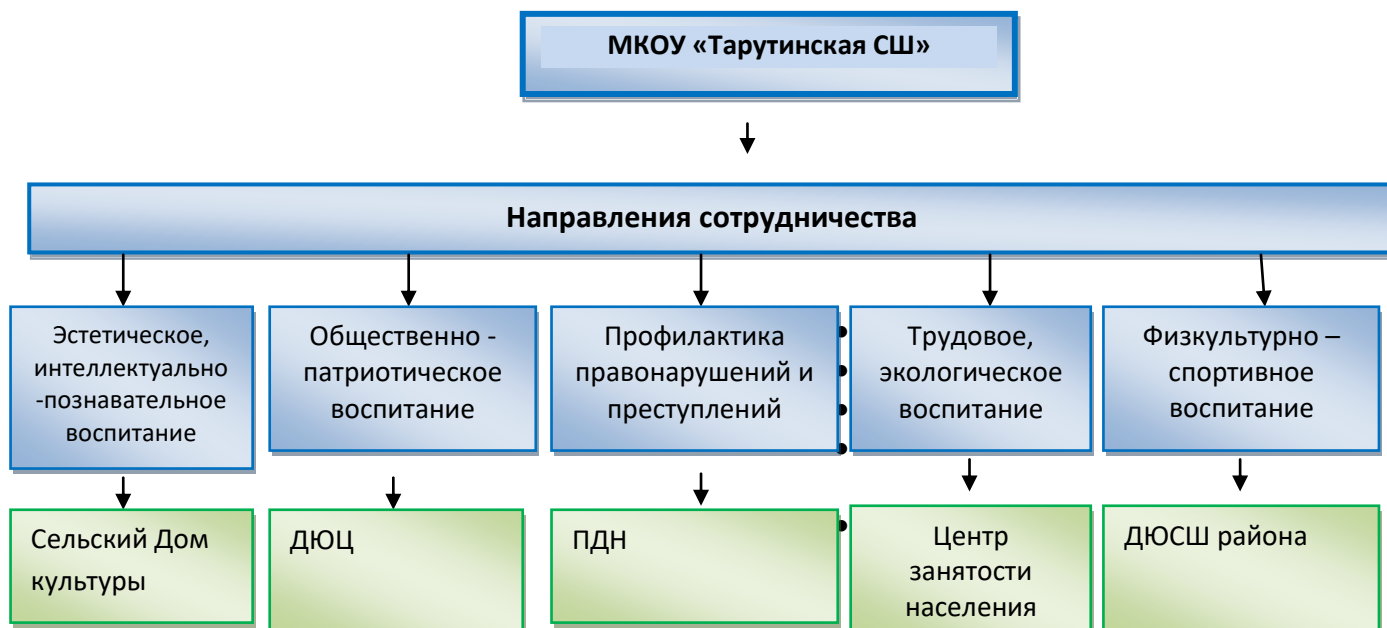 МКОУ «Тарутинская СШ»
Направления сотрудничества
Эстетическое,
интеллектуально
-познавательное
воспитание
Общественно -
патриотическое
воспитание
Профилактика
правонарушений и
преступлений
Трудовое,
экологическое
воспитание
Физкультурно –
спортивное
воспитание
Сельский Дом
культуры
ДЮЦ
ПДН
Центр
занятости
населения
ДЮСШ района